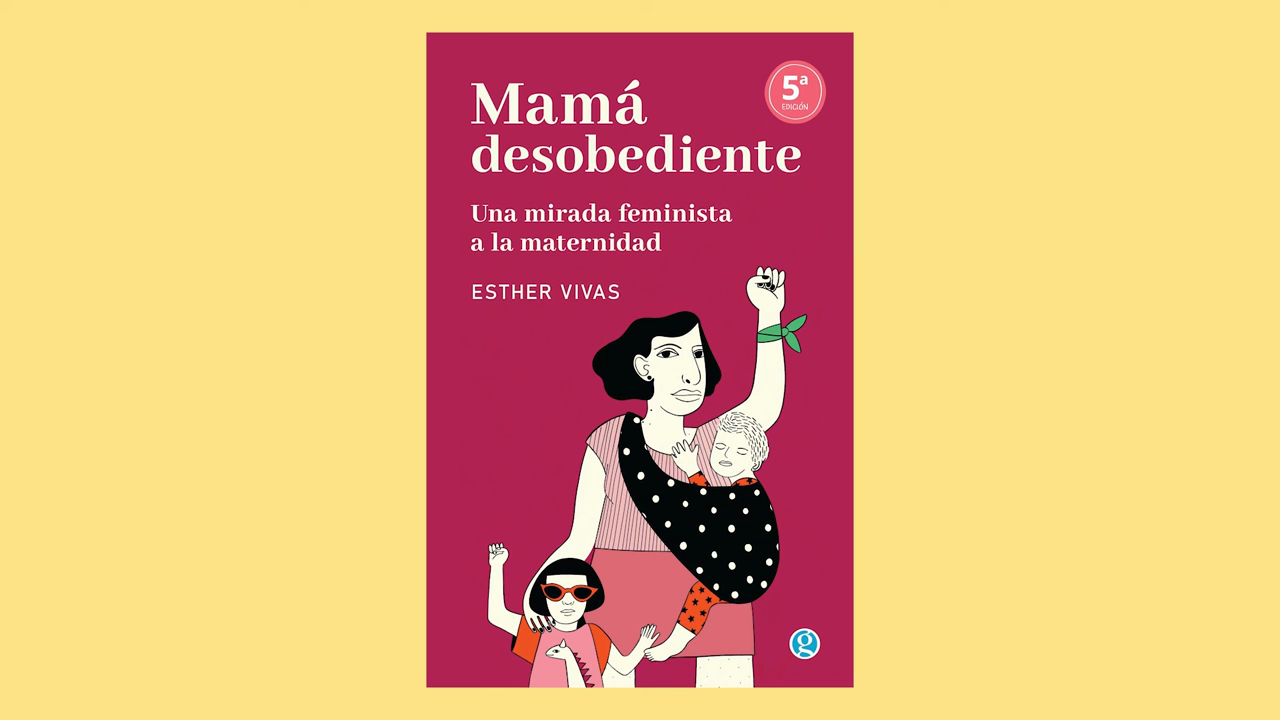 Mamá
desobediente
5ª
EDICIÓN
Una mirada feminista
a la maternidad
ESTHER VIVAS
g